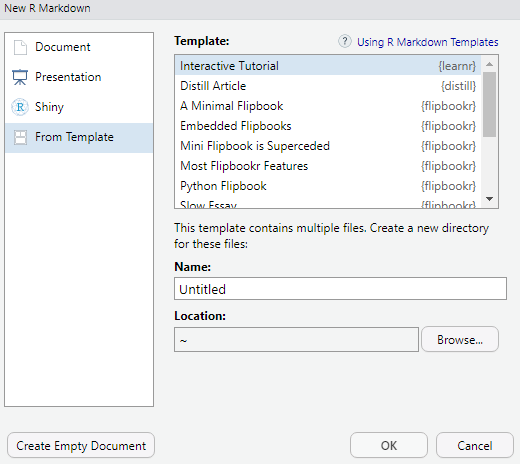 New R Markdown
Document
Presentation
R Shiny
From Template
Template:
? Using R Markdown Templates
Interactive Tutorial {learnr}
Distill Article {distill}
A Minimal Flipbook {flipbookr}
Embedded Flipbooks {flipbookr}
Mini Flipbook is Superceded {flipbookr}
Most Flipbookr Features {flipbookr}
Python Flipbook {flipbookr}
Slow Essay {flipbookr}
This template contains multiple files. Create a new directory
for these files:
Name:
Untitled
Location:
~
Browse...
Create Empty Document
OK
Cancel